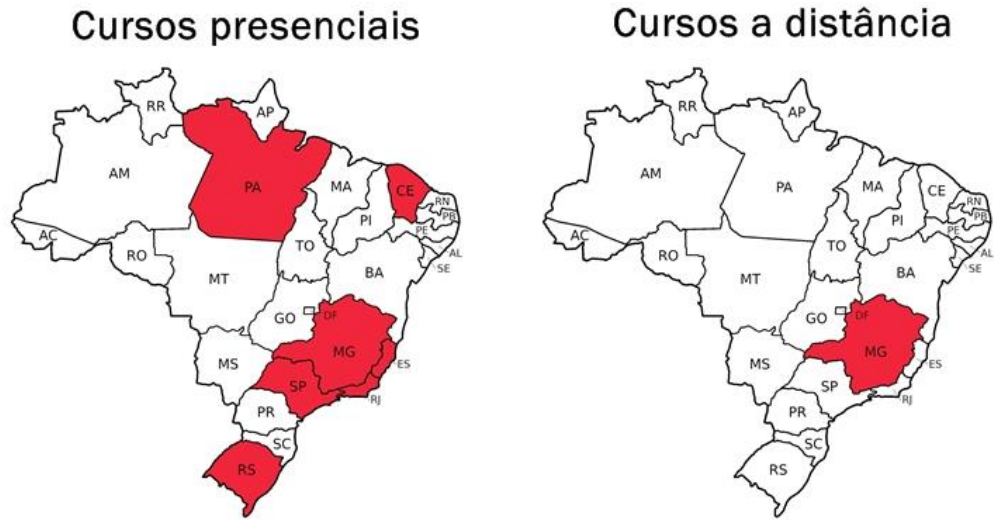 Cursos presenciais
RR
AP
AM
PA
MA
CE
RN
PB
PI
PE
AC
AL
TO
RO
SE
BA
MT
GO
DF
MG
MS
ES
SP
RJ
PR
SC
RS
Cursos a distância
RR
AP
AM
PA
MA
CE
RN
PB
PI
PE
AC
AL
TO
RO
SE
BA
MT
GO
DF
MG
MS
ES
SP
RJ
PR
SC
RS